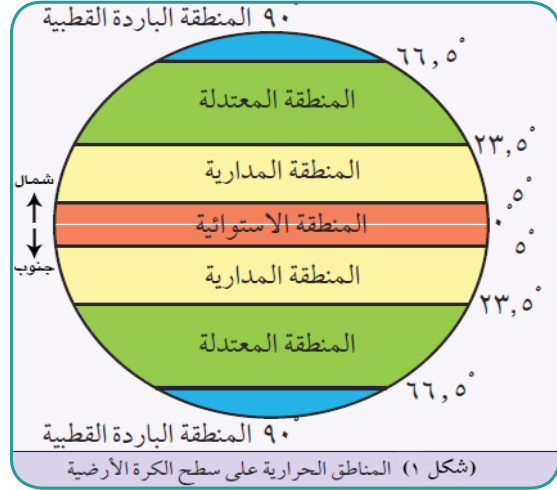 ٩٠° المنطقة الباردة القطبية
٦٦,٥°
المنطقة المعتدلة
٢٣,٥°
المنطقة المدارية
شمال
٥°
المنطقة الاستوائية
٠°
٥°
جنوب
المنطقة المدارية
٢٣,٥°
المنطقة المعتدلة
٦٦,٥°
٩٠° المنطقة الباردة القطبية
(شكل ١) المناطق الحرارية على سطح الكرة الأرضية